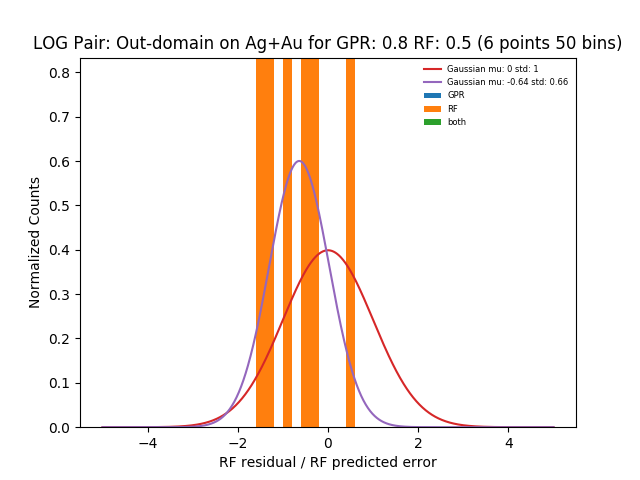 LOG Pair: Out-domain on Ag+Au for GPR: 0.8 RF: 0.5 (6 points 50 bins)
Gaussian mu: 0 std: 1
Gaussian mu: -0.64 std: 0.66
GPR
RF
both
Normalized Counts
0.8
0.7
0.6
0.5
0.4
0.3
0.2
0.1
0.0
−4 −2 0 2 4
RF residual / RF predicted error